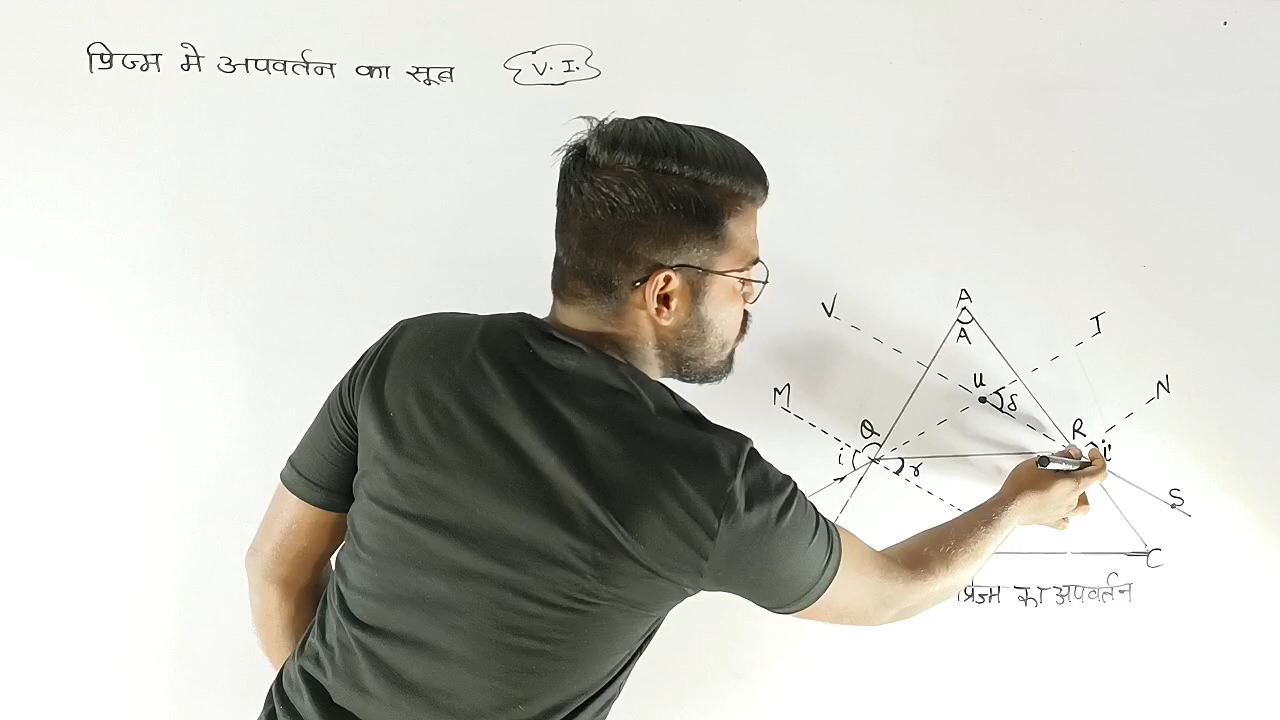 प्रिज्म मे अपवर्तन का सूत्र V. I.
A
V
A
I
u
δ
M
N
Q
R
i
r
i'
S
C
प्रिज्म का अपवर्तन